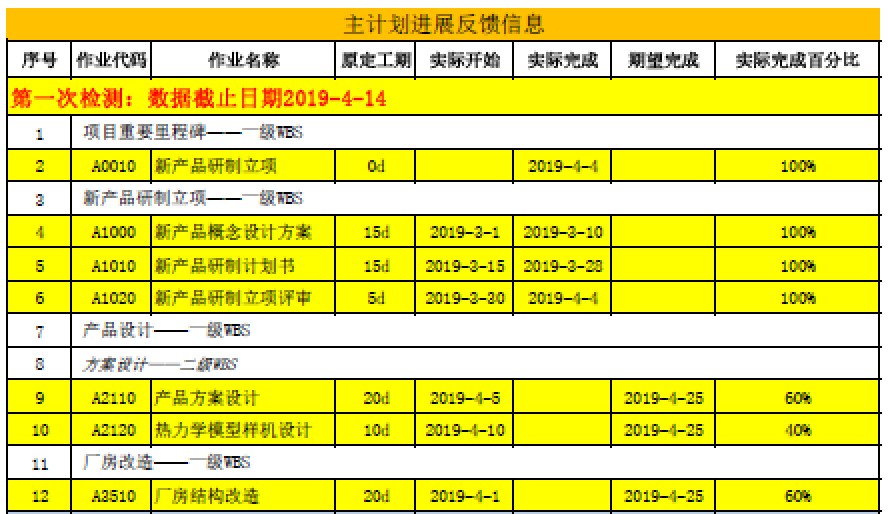 主计划进展反馈信息
序号 作业代码 作业名称 原定工期 实际开始 实际完成 期望完成 实际完成百分比
第一次检测：数据截止日期2019-4-14
1 项目重要里程碑——一级WBS
2 A0010 新产品研制立项 0d 2019-4-4 100%
3 新产品研制立项——一级WBS
4 A1000 新产品概念设计方案 15d 2019-3-1 2019-3-10 100%
5 A1010 新产品研制计划书 15d 2019-3-15 2019-3-28 100%
6 A1020 新产品研制立项评审 5d 2019-3-30 2019-4-4 100%
7 产品设计——一级WBS
8 方案设计——二级WBS
9 A2110 产品方案设计 20d 2019-4-5 2019-4-25 60%
10 A2120 热力学模型样机设计 10d 2019-4-10 2019-4-25 40%
11 厂房改造——一级WBS
12 A3510 厂房结构改造 20d 2019-4-1 2019-4-25 60%